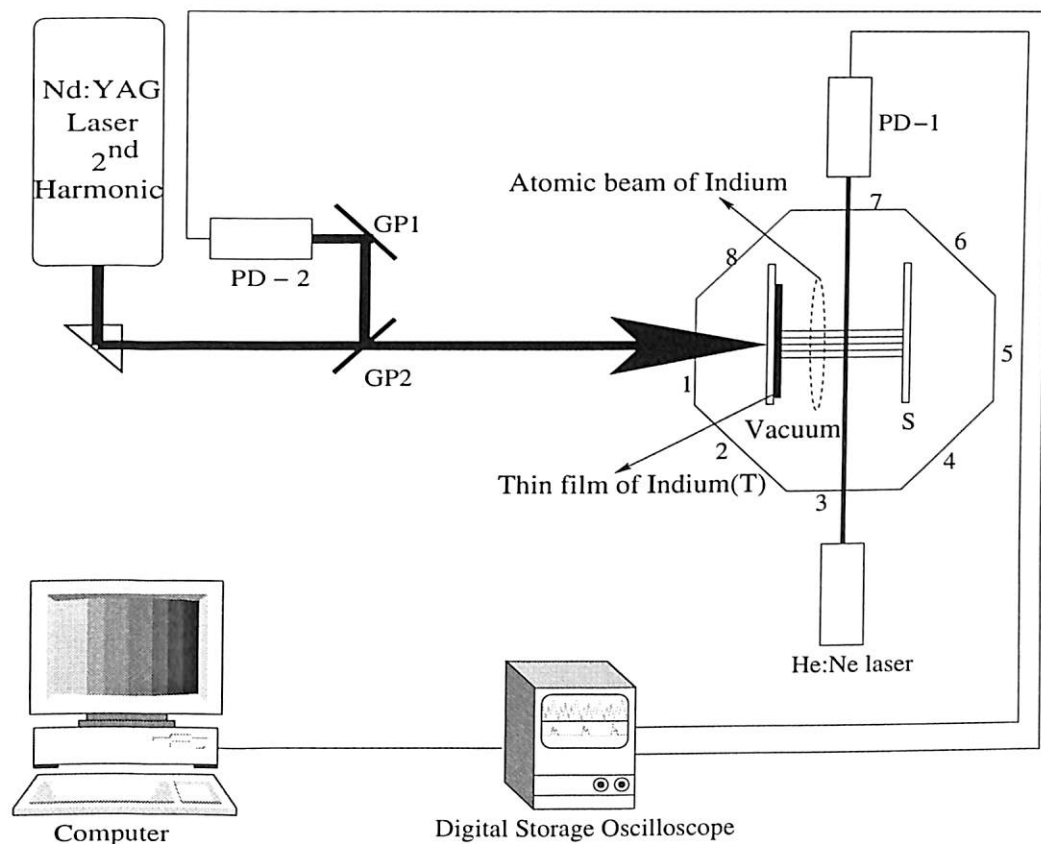 Nd:YAG
Laser
2nd
Harmonic
PD-1
Atomic beam of Indium
GP1
PD - 2
GP2
7
6
8
5
1
2
Vacuum
S
4
Thin film of Indium(T)
3
He:Ne laser
Computer
Digital Storage Oscilloscope